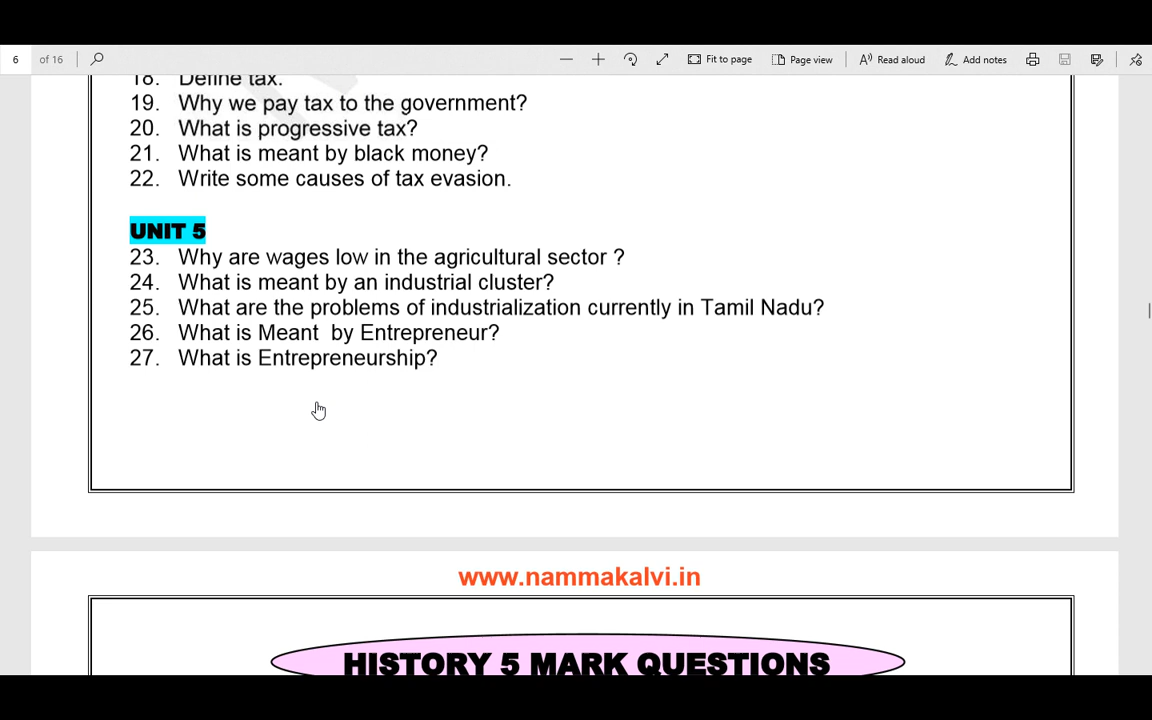 6 of 16 Fit to page Page view Read aloud Add notes
18. Define tax.
19. Why we pay tax to the government?
20. What is progressive tax?
21. What is meant by black money?
22. Write some causes of tax evasion.
UNIT 5
23. Why are wages low in the agricultural sector ?
24. What is meant by an industrial cluster?
25. What are the problems of industrialization currently in Tamil Nadu?
26. What is Meant by Entrepreneur?
27. What is Entrepreneurship?
www.nammakalvi.in
HISTORY 5 MARK QUESTIONS